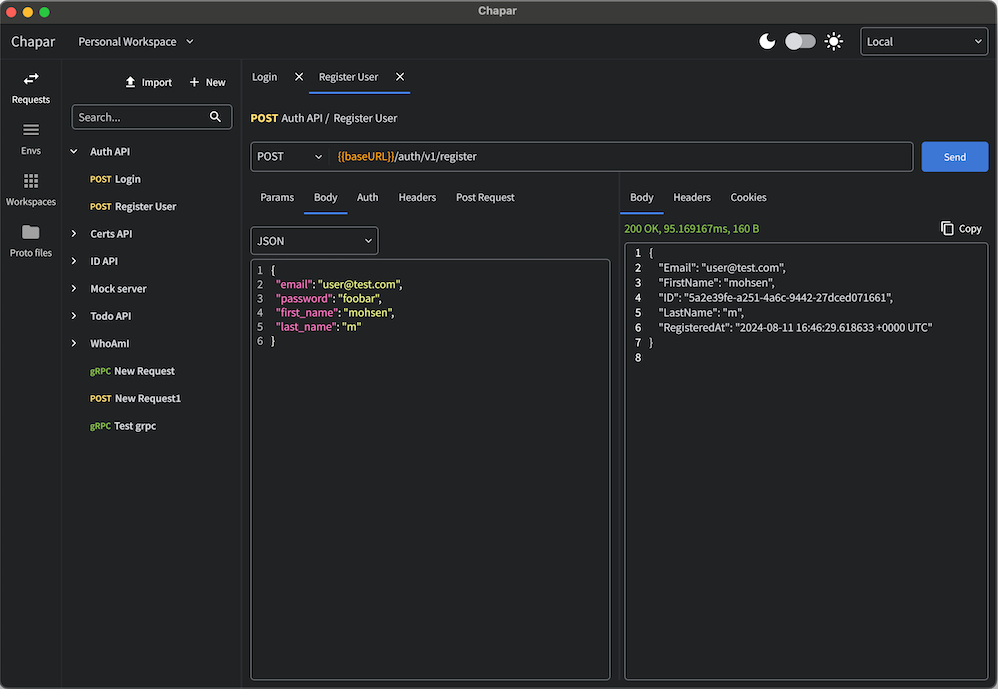 Chapar
Chapar
Personal Workspace
Local
Requests
Envs
Workspaces
Proto files
Import
New
Search...
Auth API
POST Login
POST Register User
Certs API
ID API
Mock server
Todo API
WhoAmI
gRPC New Request
POST New Request1
gRPC Test grpc
Login
Register User
POST Auth API / Register User
POST
{{baseURL}}/auth/v1/register
Send
Params
Body
Auth
Headers
Post Request
JSON
1 {
2 "email": "user@test.com",
3 "password": "foobar",
4 "first_name": "mohsen",
5 "last_name": "m"
6 }
Body
Headers
Cookies
200 OK, 95.169167ms, 160 B
Copy
1 {
2 "Email": "user@test.com",
3 "FirstName": "mohsen",
4 "ID": "5a2e39fe-a251-4a6c-9442-27dced071661",
5 "LastName": "m",
6 "RegisteredAt": "2024-08-11 16:46:29.618633 +0000 UTC"
7 }
8